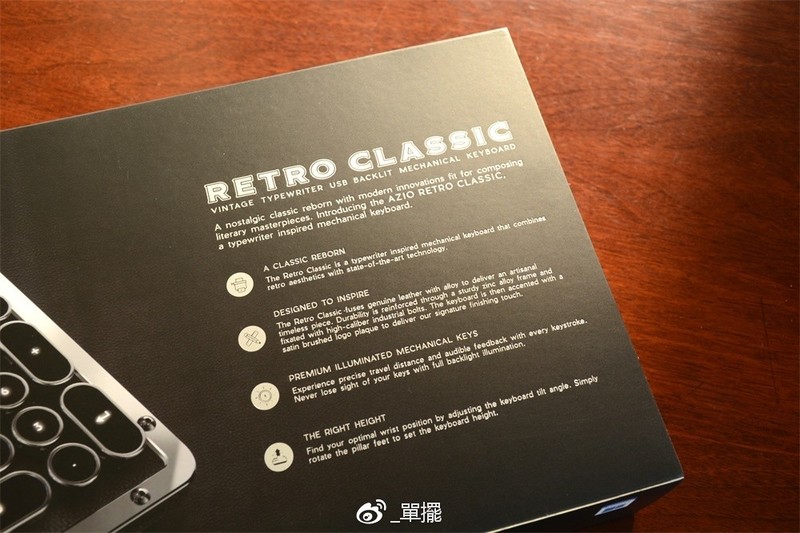 RETRO CLASSIC
VINTAGE TYPEWRITER USB BACKLIT MECHANICAL KEYBOARD
A nostalgic classic reborn with modern innovations fit for composing
literary masterpieces. Introducing the AZIO RETRO CLASSIC,
a typewriter inspired mechanical keyboard.
A CLASSIC REBORN
The Retro Classic is a typewriter inspired mechanical keyboard that combines
retro aesthetics with state-of-the-art technology.
DESIGNED TO INSPIRE
The Retro Classic fuses genuine leather with alloy to deliver an artisanal
timeless piece. Durability is reinforced through a sturdy zinc alloy frame and
fixated with high-caliber industrial bolts. The keyboard is then accented with a
satin brushed logo plaque to deliver our signature finishing touch.
PREMIUM ILLUMINATED MECHANICAL KEYS
Experience precise travel distance and audible feedback with every keystroke.
Never lose sight of your keys with full backlight illumination.
THE RIGHT HEIGHT
Find your optimal wrist position by adjusting the keyboard tilt angle. Simply
rotate the pillar feet to set the keyboard height.
_單擺